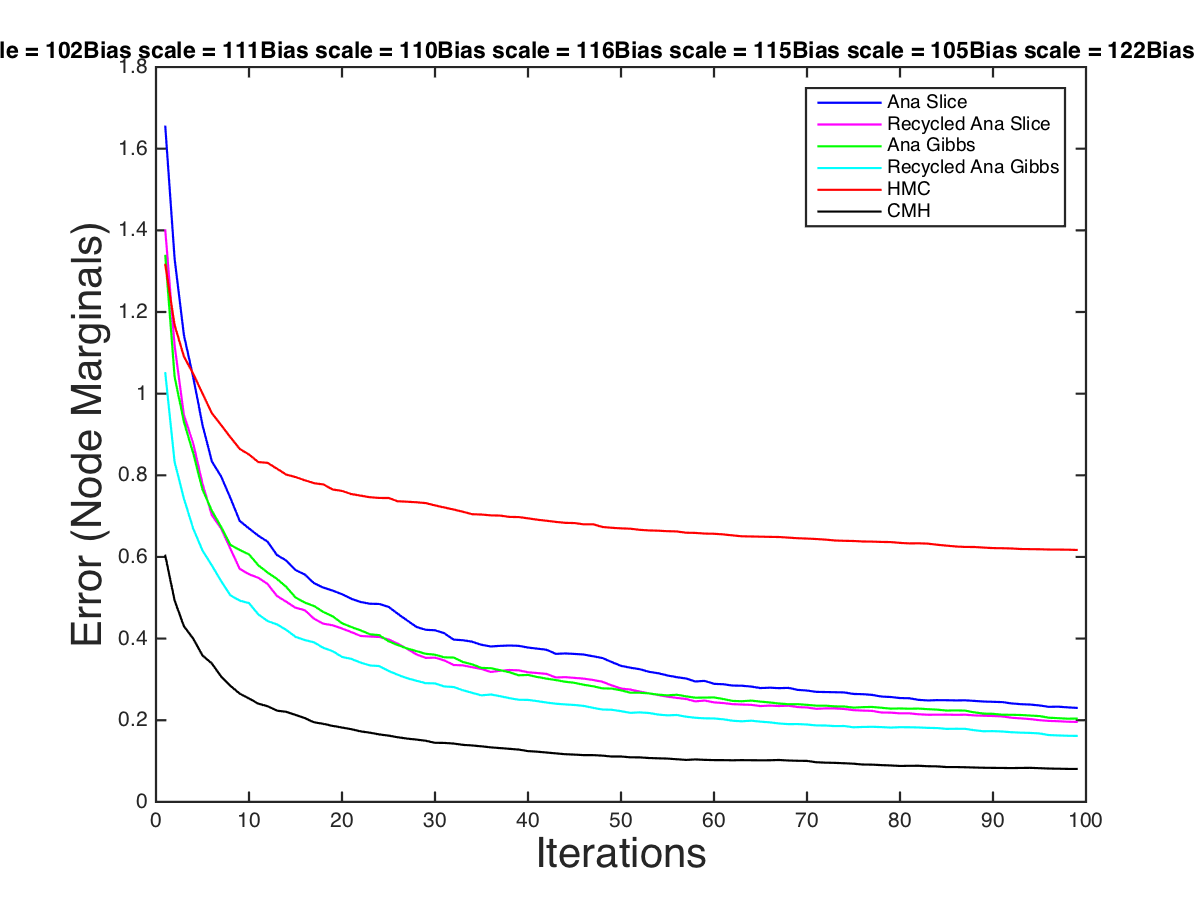 le = 102Bias scale = 111Bias scale = 110Bias scale = 116Bias scale = 115Bias scale = 105Bias scale = 122Bias
1.8
1.6
1.4
1.2
1
0.8
0.6
0.4
0.2
0
Error (Node Marginals)
Ana Slice
Recycled Ana Slice
Ana Gibbs
Recycled Ana Gibbs
HMC
CMH
0 10 20 30 40 50 60 70 80 90 100
Iterations